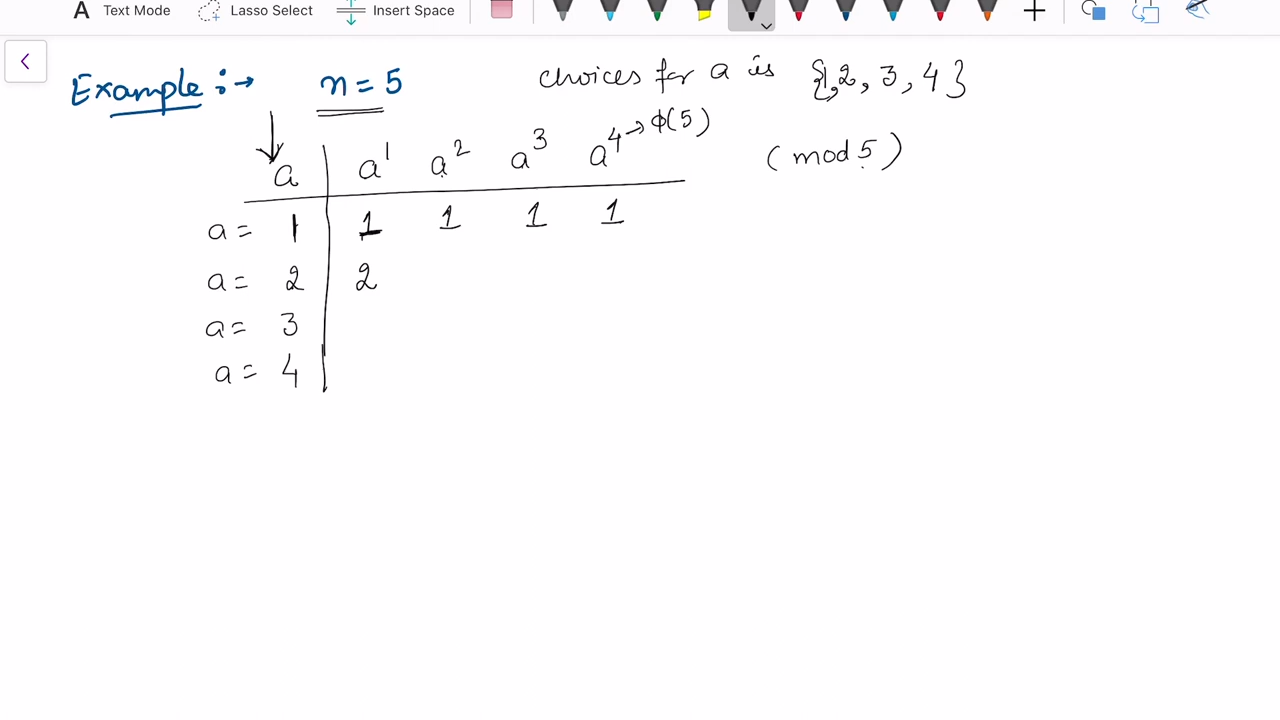 A Text Mode Lasso Select Insert Space
Example :→ n = 5 choices for a is {1,2, 3, 4}
a a¹ a² a³ a⁴→ϕ(5) (mod 5)
a = 1 1 1 1 1
a = 2 2
a = 3
a = 4